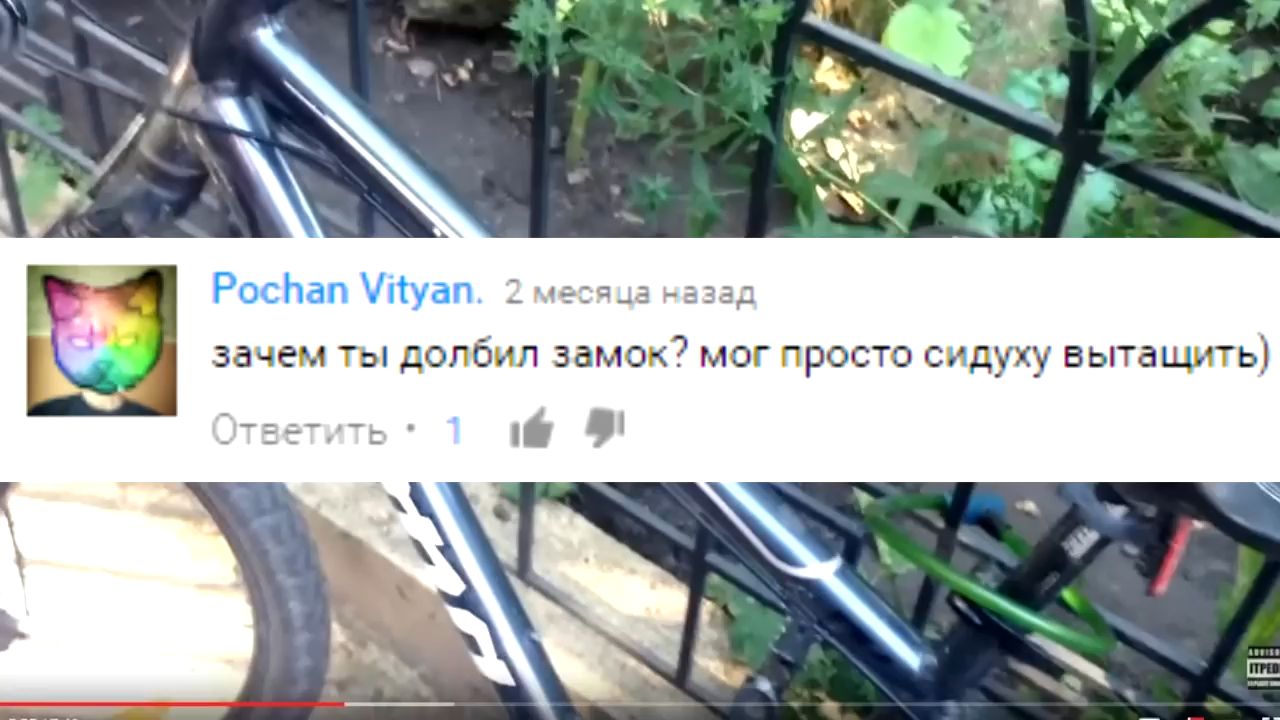 Pochan Vityan. 2 месяца назад
зачем ты долбил замок? мог просто сидуху вытащить)
Ответить • 1